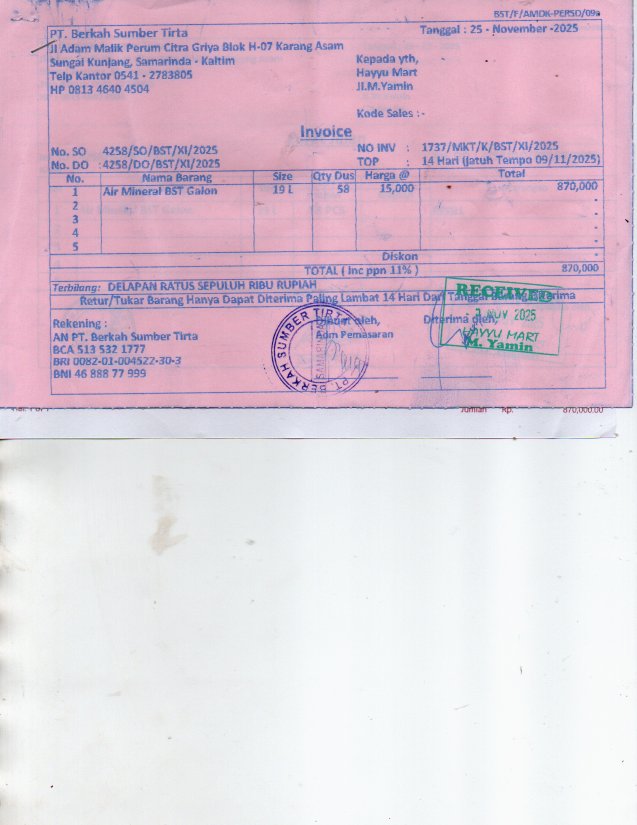 BST/F/AMDK-PERSO/09a
PT. Berkah Sumber Tirta
Tanggal : 25 - November -2025
Jl Adam Malik Perum Citra Griya Blok H-07 Karang Asam
Sungai Kunjang, Samarinda - Kaltim
Kepada yth,
Telp Kantor 0541 - 2783805
Hayyu Mart
HP 0813 4640 4504
Jl.M.Yamin
Kode Sales : -
Invoice
No. SO 4258/SO/BST/XI/2025 NO INV : 1737/MKT/K/BST/XI/2025
No. DO :4258/DO/BST/XI/2025 TOP : 14 Hari (Jatuh Tempo 09/11/2025)
No. Nama Barang Size Qty Dus Harga @ Total
1 Air Mineral BST Galon 19 L 58 15,000 870,000
2 -
3 -
4 -
5 -
Diskon -
TOTAL ( Inc ppn 11% ) 870,000
Terbilang: DELAPAN RATUS SEPULUH RIBU RUPIAH
Retur/Tukar Barang Hanya Dapat Diterima Paling Lambat 14 Hari Dari Tanggal Barang Diterima
Rekening : Dibuat oleh, Diterima oleh,
AN PT. Berkah Sumber Tirta Adm Pemasaran
BCA 513 532 1777
BRI 0082-01-004522-30-3
BNI 46 888 77 999
PT. BERKAH SUMBER TIRTA
RECEIVED
2025
HAYYU MART
M. Yamin
Jumlah Rp. 870,000.00